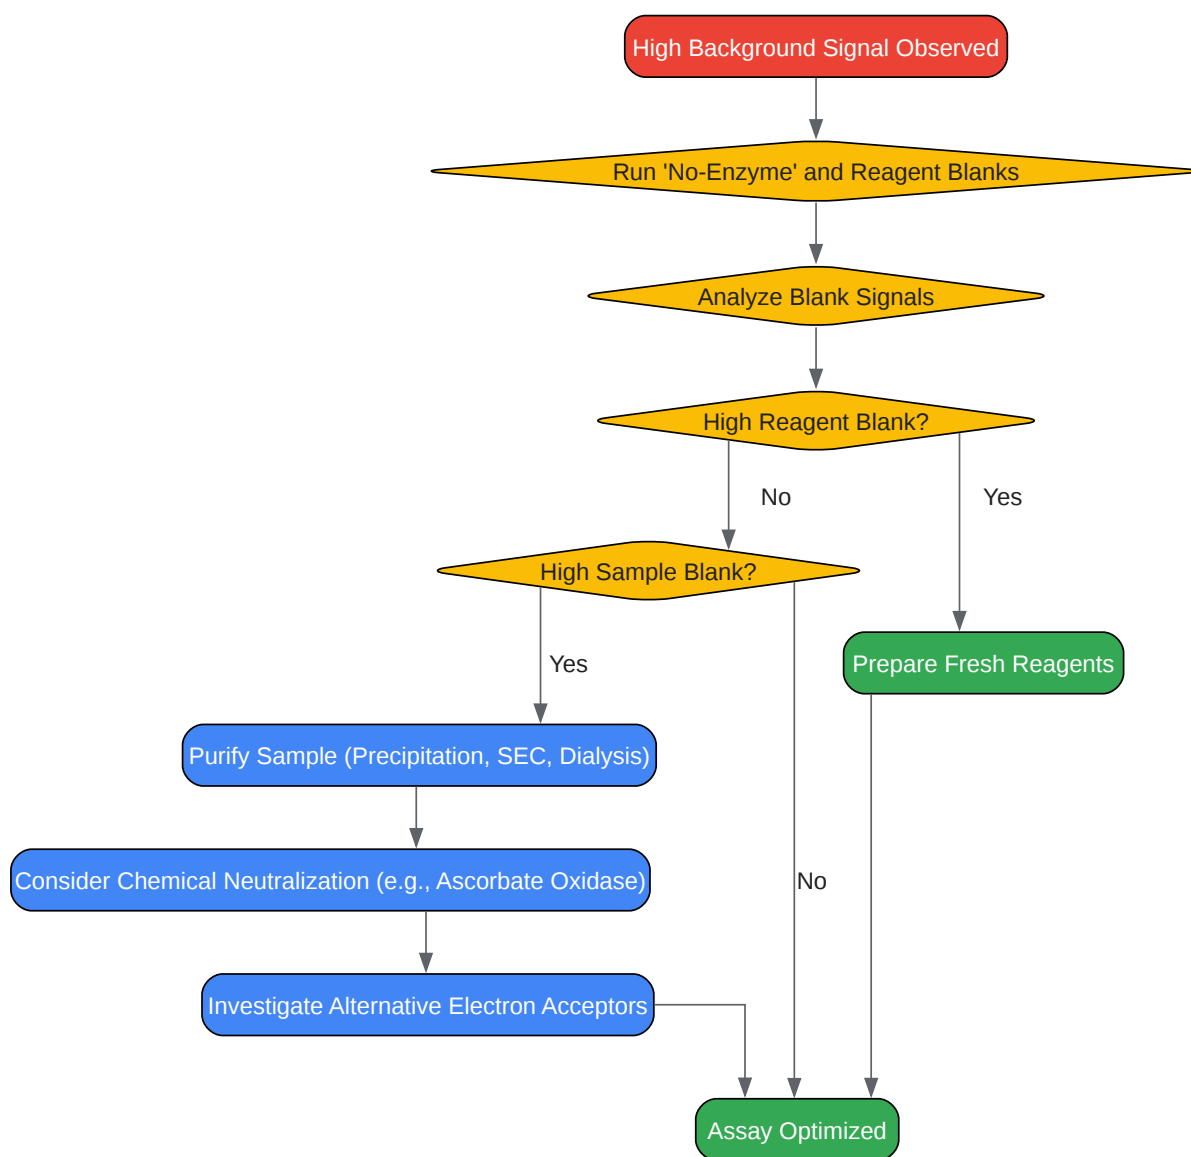 High Background Signal Observed
Run 'No-Enzyme' and Reagent Blanks
Analyze Blank Signals
High Reagent Blank?
No
Yes
High Sample Blank?
Yes
Prepare Fresh Reagents
Purify Sample (Precipitation, SEC, Dialysis)
Consider Chemical Neutralization (e.g., Ascorbate Oxidase)
No
Investigate Alternative Electron Acceptors
Assay Optimized